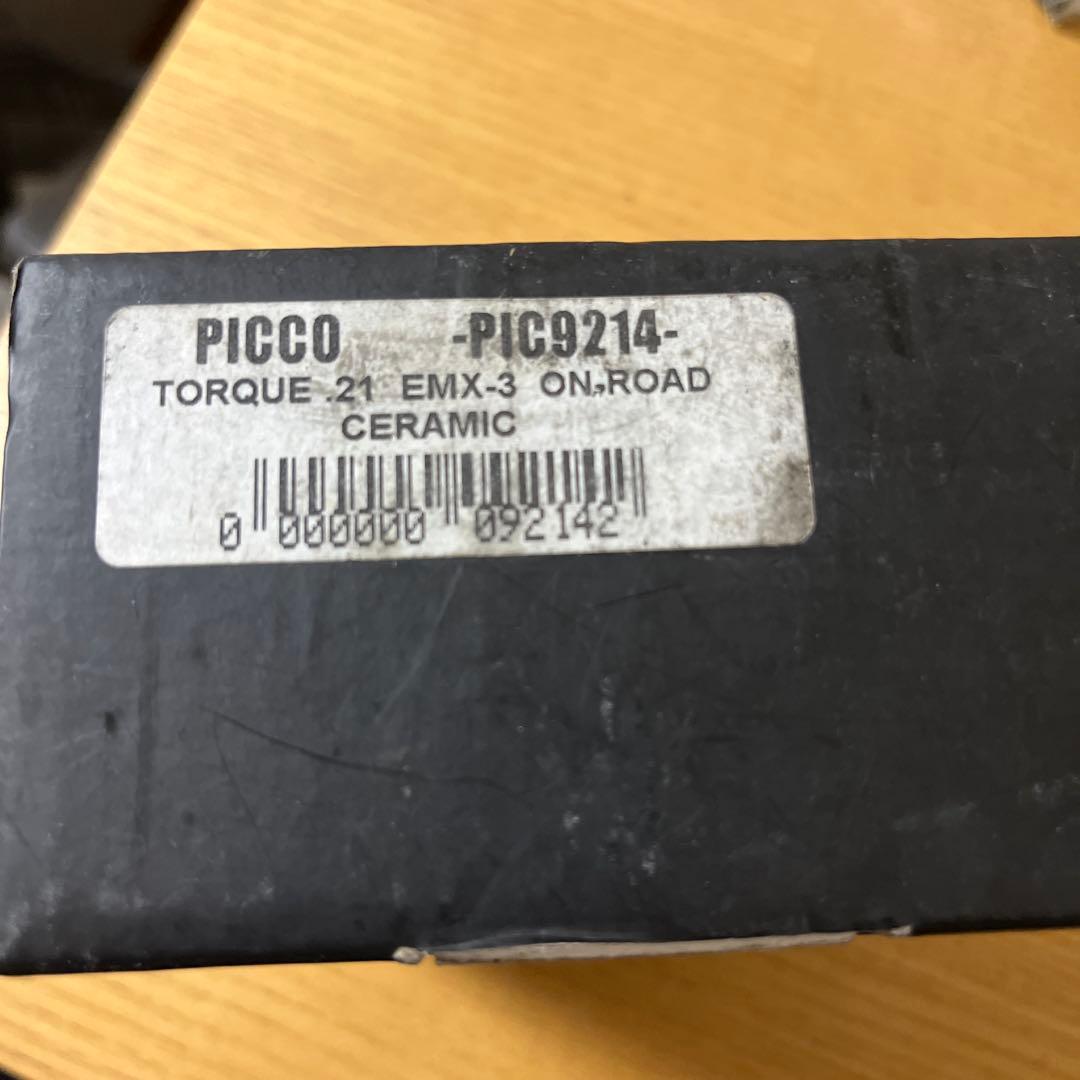 PICCO -PIC9214-
TORQUE .21 EMX-3 ON-ROAD
CERAMIC
0 000000 092142